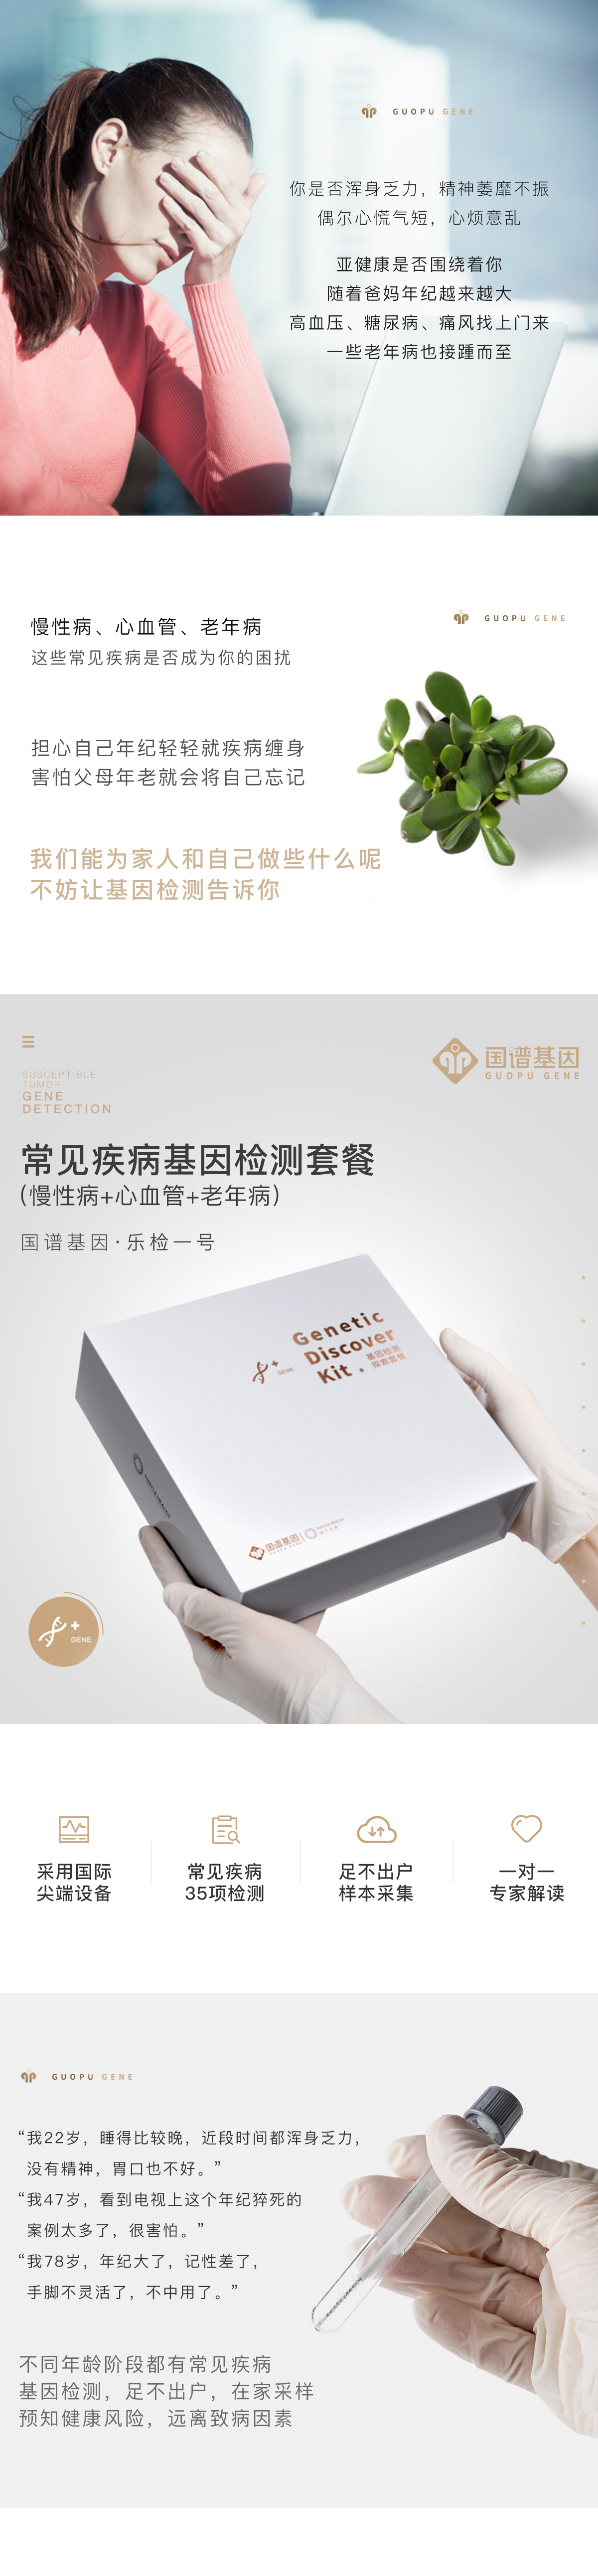 GUOPU GENE
你是否浑身乏力，精神萎靡不振
偶尔心慌气短，心烦意乱
亚健康是否围绕着你
随着爸妈年纪越来越大
高血压、糖尿病、痛风找上门来
一些老年病也接踵而至
GUOPU GENE
慢性病、心血管、老年病
这些常见疾病是否成为你的困扰
担心自己年纪轻轻就疾病缠身
害怕父母年老就会将自己忘记
我们能为家人和自己做些什么呢
不妨让基因检测告诉你
国谱基因
GUOPU GENE
SUSCEPTIBLE
TUMOR
GENE
DETECTION
常见疾病基因检测套餐
(慢性病+心血管+老年病)
国谱基因·乐检一号
Genetic
Discover
Kit
基因检测
探索套餐
GENE
国谱基因
GENE
采用国际
尖端设备
常见疾病
35项检测
足不出户
样本采集
一对一
专家解读
GUOPU GENE
“我22岁，睡得比较晚，近段时间都浑身乏力，
没有精神，胃口也不好。”
“我47岁，看到电视上这个年纪猝死的
案例太多了，很害怕。”
“我78岁，年纪大了，记性差了，
手脚不灵活了，不中用了。”
不同年龄阶段都有常见疾病
基因检测，足不出户，在家采样
预知健康风险，远离致病因素